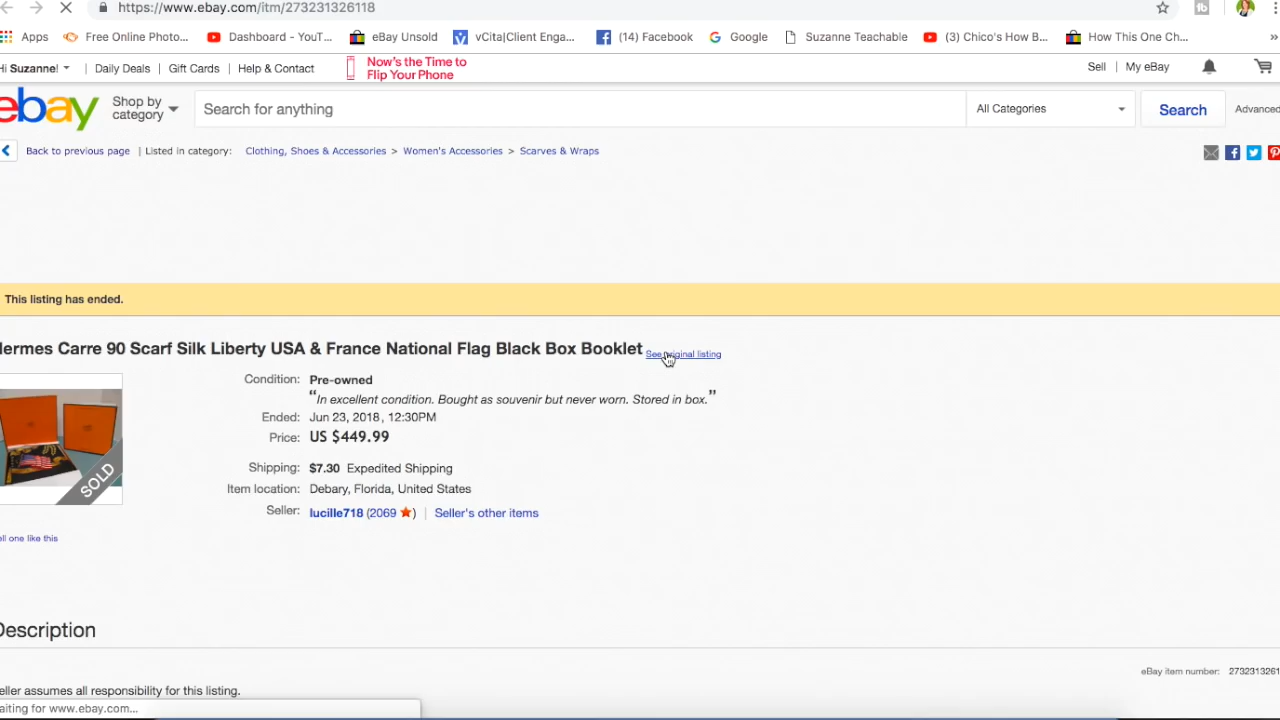 https://www.ebay.com/itm/273231326118
Apps Free Online Photo... Dashboard - YouT... eBay Unsold vCita|Client Enga... (14) Facebook Google Suzanne Teachable (3) Chico's How B... How This One Ch... »
Hi Suzanne! | Daily Deals | Gift Cards | Help & Contact Now's the Time to Flip Your Phone Sell My eBay
ebay Shop by category Search for anything All Categories Search Advanced
Back to previous page | Listed in category: Clothing, Shoes & Accessories > Women's Accessories > Scarves & Wraps
This listing has ended.
ermes Carre 90 Scarf Silk Liberty USA & France National Flag Black Box Booklet See original listing
Condition: Pre-owned
"In excellent condition. Bought as souvenir but never worn. Stored in box."
Ended: Jun 23, 2018, 12:30PM
Price: US $449.99
Shipping: $7.30 Expedited Shipping
Item location: Debary, Florida, United States
Seller: lucille718 (2069 ) | Seller's other items
SOLD
ell one like this
Description
eBay item number: 2732313261
eller assumes all responsibility for this listing.
aiting for www.ebay.com...